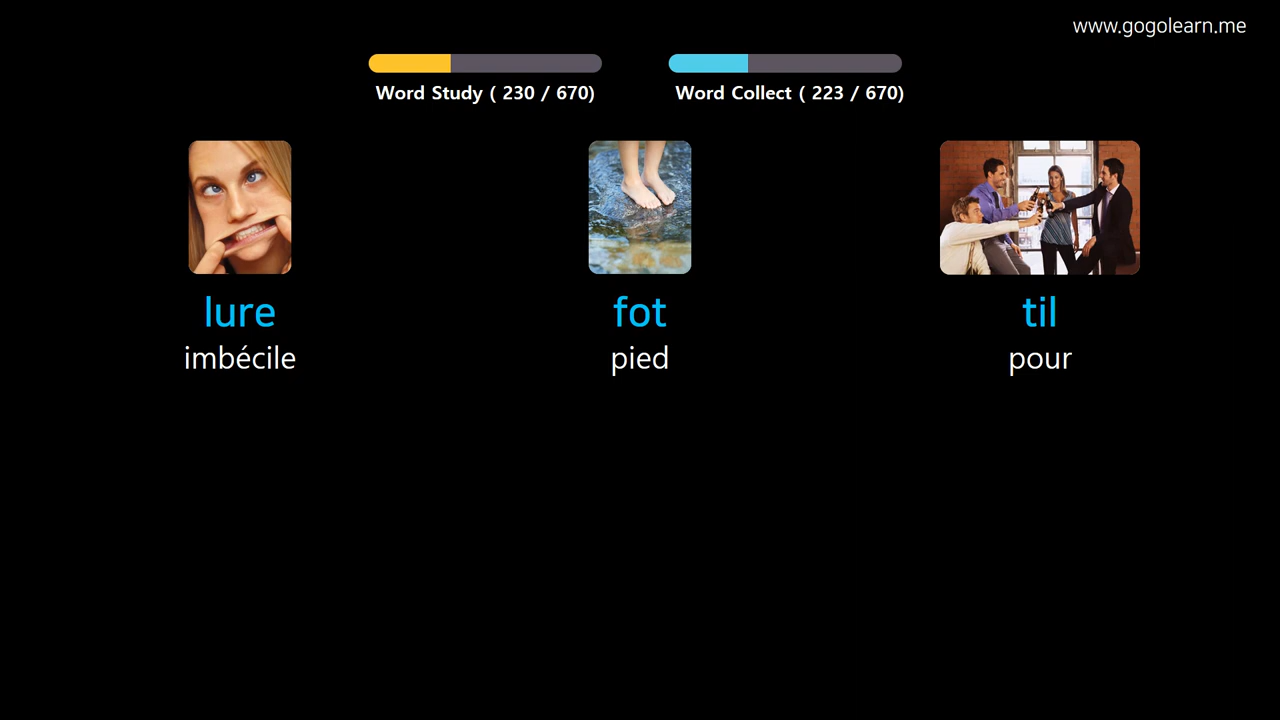 www.gogolearn.me
Word Study ( 230 / 670)
Word Collect ( 223 / 670)
lure
imbécile
fot
pied
til
pour